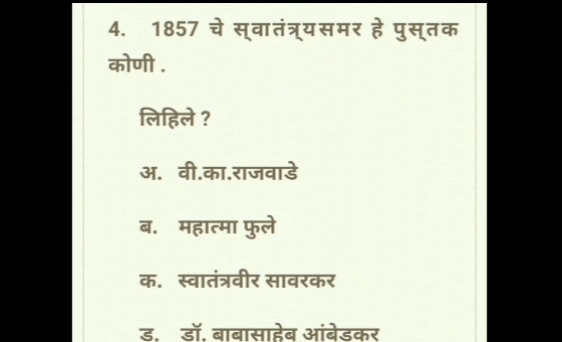 4. 1857 चे स्वातंत्र्यसमर हे पुस्तक
कोणी .
लिहिले ?
अ. वी.का.राजवाडे
ब. महात्मा फुले
क. स्वातंत्रवीर सावरकर
ड. डॉ. बाबासाहेब आंबेडकर